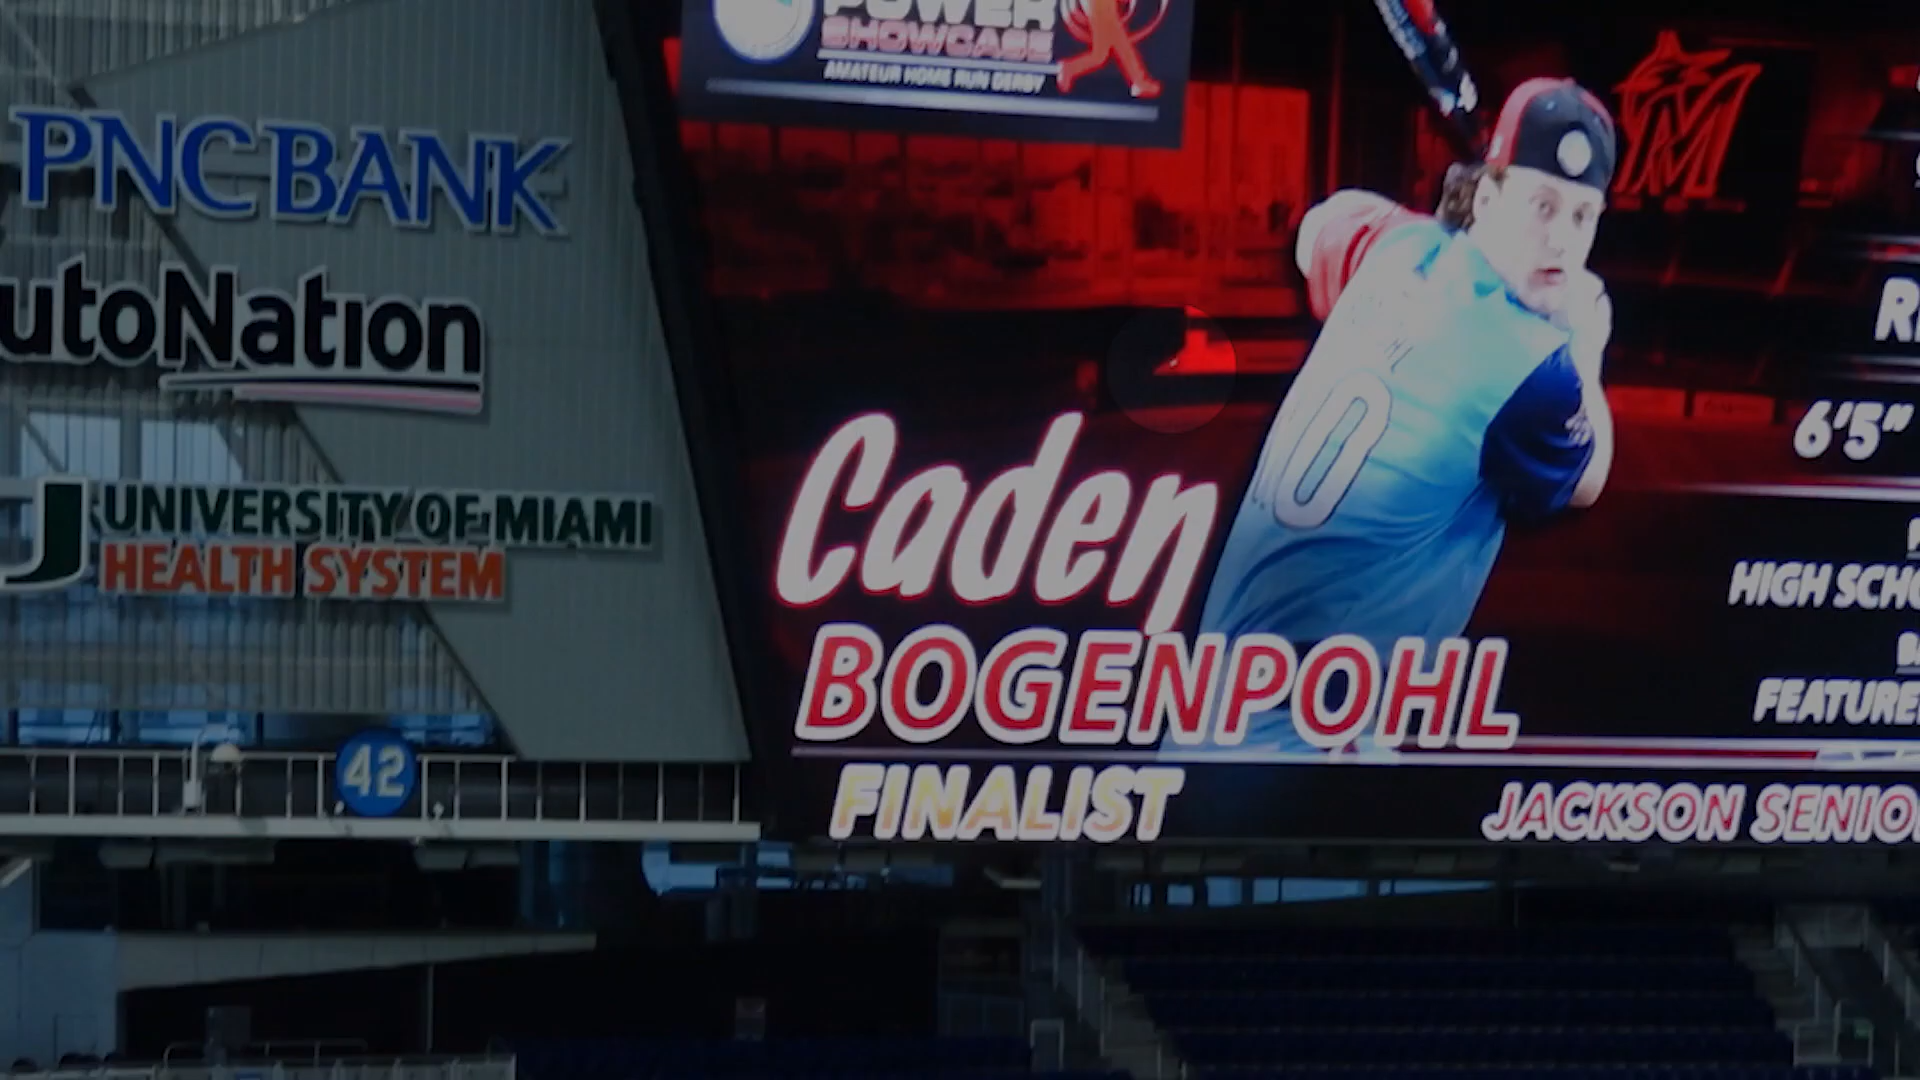 PNC BANK
utoNation
UNIVERSITY OF MIAMI
HEALTH SYSTEM
42
POWER
SHOWCASE
AMATEUR HOME RUN DERBY
M
0
6'5"
HIGH SCHO
FEATURE
Caden
BOGENPOHL
FINALIST
JACKSON SENIO